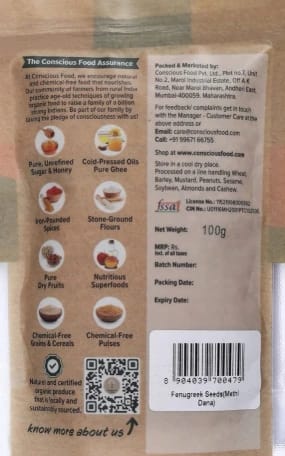 The Conscious Food Assurance
At Conscious Food, we encourage natural
and chemical-free food that nourishes.
Our community of farmers from rural India
practice age-old techniques of growing
organic food to raise a family of a billion
strong Indians. Be part of our family by
taking the pledge of consciousness with us!
Pure, Unrefined
Sugar & Honey
Cold-Pressed Oils
Pure Ghee
Iron-Pounded
Spices
Stone-Ground
Flours
Pure
Dry Fruits
Nutritious
Superfoods
Chemical-Free
Grains & Cereals
Chemical-Free
Pulses
Natural and certified
organic produce
that is locally and
sustainably sourced.
know more about us
Packed & Marketed by:
Conscious Food Pvt. Ltd., Plot no.7, Unit
No.2, Marol Industrial Estate, Off A K
Road, Near Marol Bhavan, Andheri East,
Mumbai-400059. Maharashtra.
For feedback/ complaints get in touch
with the Manager - Customer Care at the
above address or
Email: care@consciousfood.com
Call: +91 99671 66755
Shop at www.consciousfood.com
Store in a cool dry place.
Processed on a line handling Wheat,
Barley, Mustard, Peanuts, Sesame,
Soybean, Almonds and Cashew.
fssai
License No.:
CIN No.:
Net Weight: 100g
MRP: Rs.
Incl. of all taxes
Batch Number:
Packing Date:
Expiry Date:
8 904039 700479
Fenugreek Seeds(Methi
Dana)